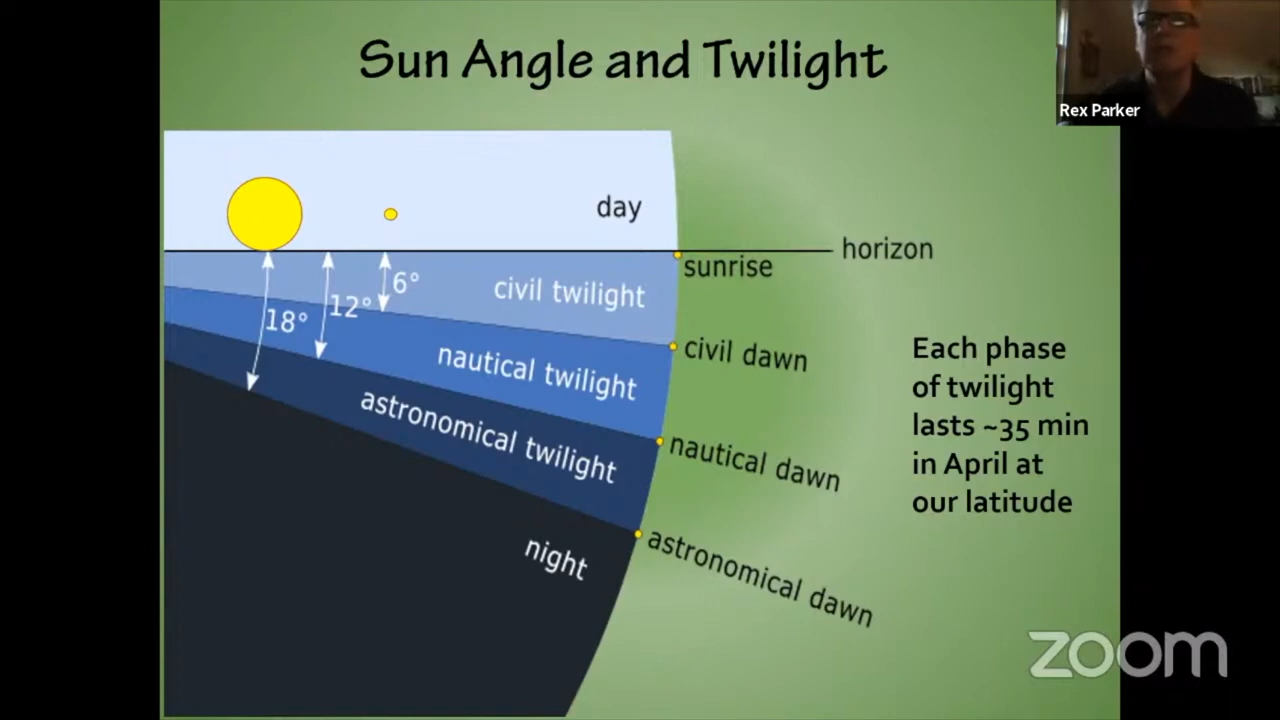 Sun Angle and Twilight
Rex Parker
day
horizon
sunrise
6°
civil twilight
12°
18°
civil dawn
nautical twilight
nautical dawn
astronomical twilight
astronomical dawn
night
Each phase
of twilight
lasts ~35 min
in April at
our latitude
zoom